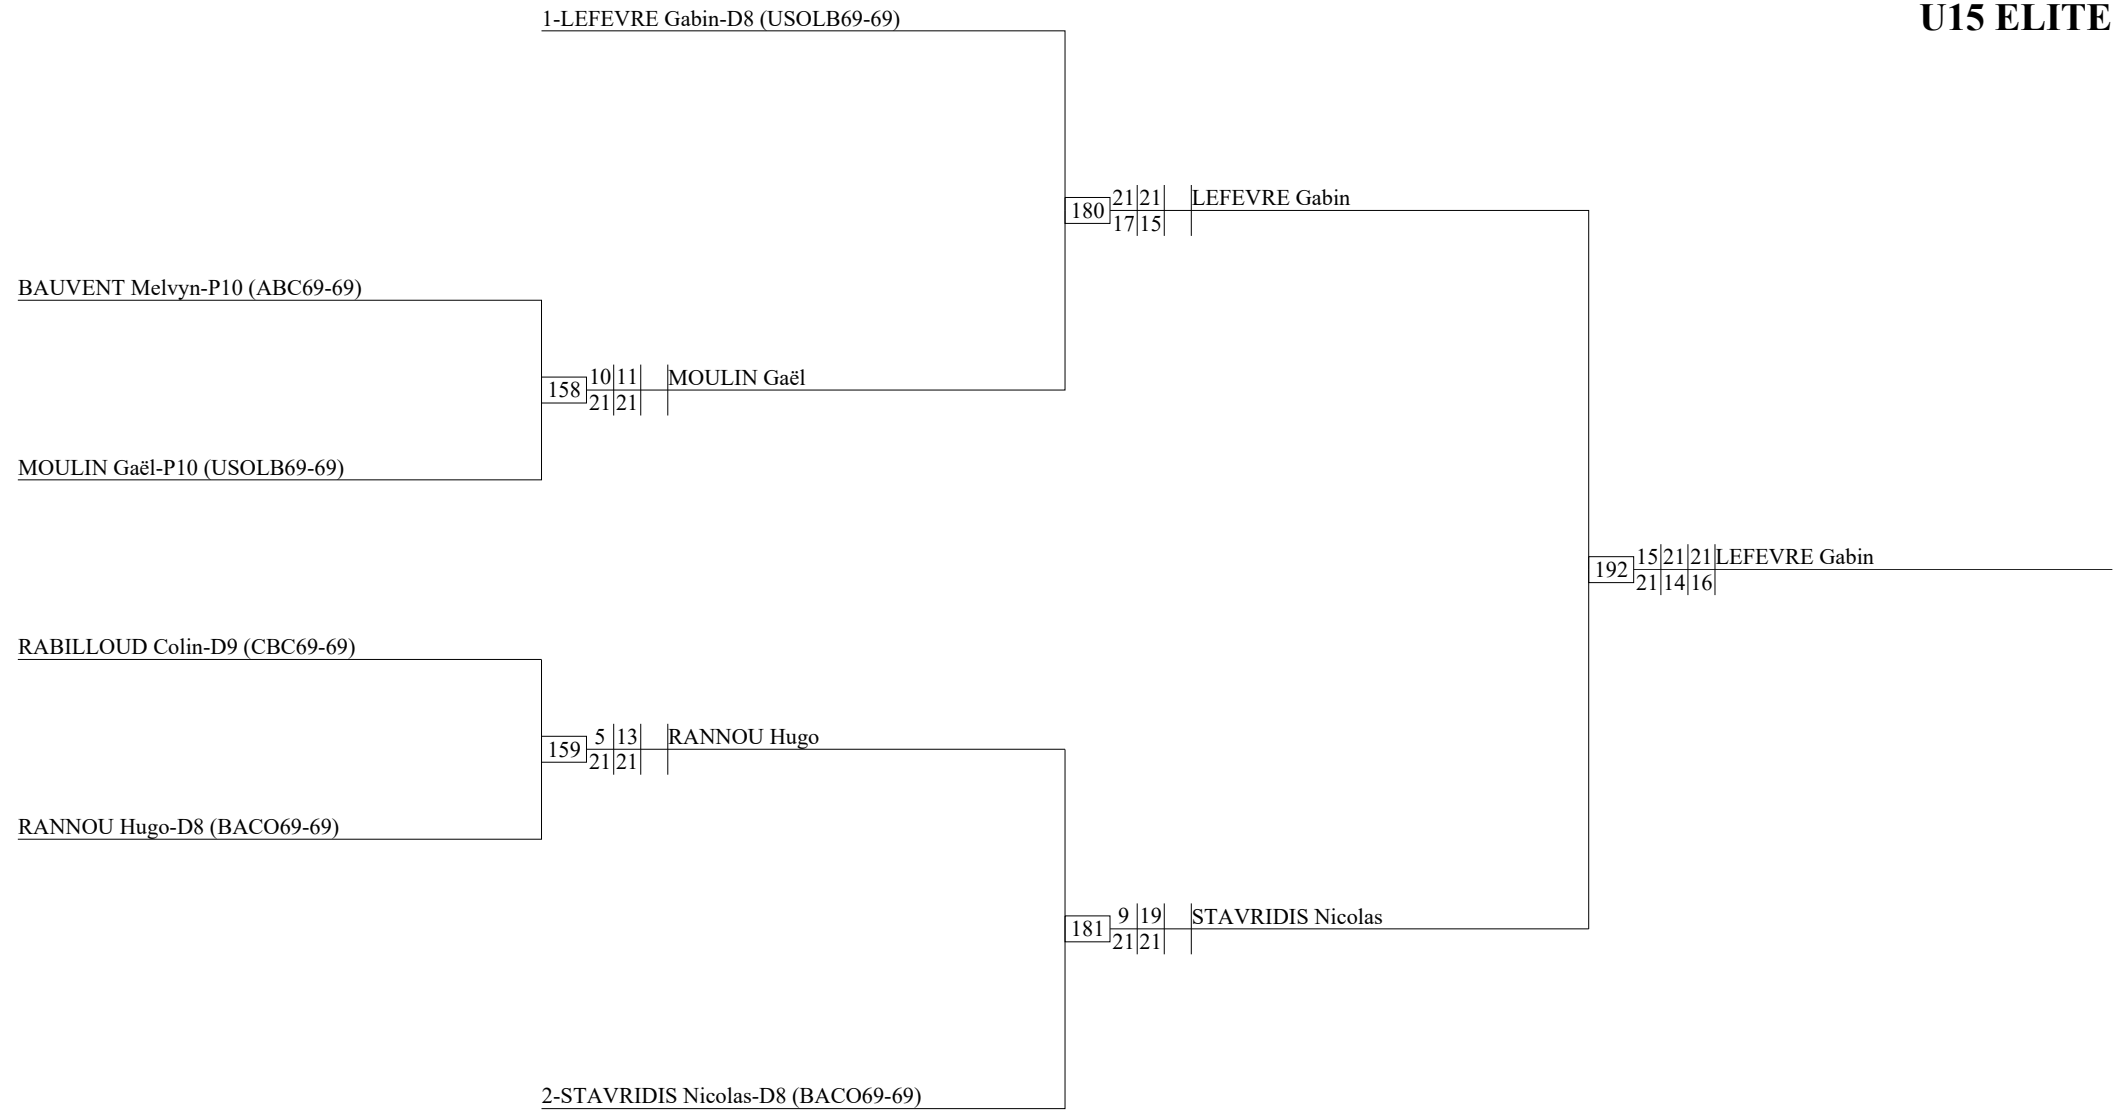 1-LEFEVRE Gabin-D8 (USOLB69-69)
U15 ELITE
21 21 LEFEVRE Gabin
180
17 15
BAUVENT Melvyn-P10 (ABC69-69)
10 11 MOULIN Gaël
158
21 21
MOULIN Gaël-P10 (USOLB69-69)
15 21 21 LEFEVRE Gabin
192
21 14 16
RABILLOUD Colin-D9 (CBC69-69)
5 13 RANNOU Hugo
159
21 21
RANNOU Hugo-D8 (BACO69-69)
9 19 STAVRIDIS Nicolas
181
21 21
2-STAVRIDIS Nicolas-D8 (BACO69-69)